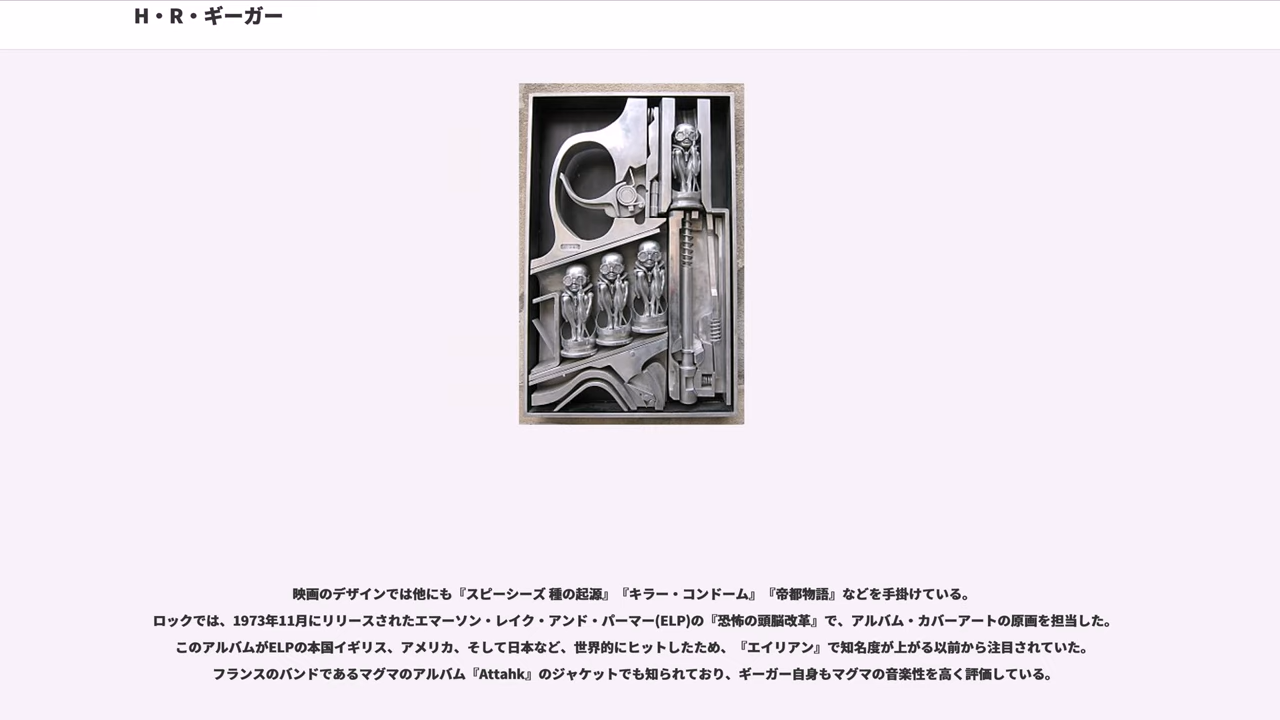 H・R・ギーガー
映画のデザインでは他にも『スピーシーズ 種の起源』『キラー・コンドーム』『帝都物語』などを手掛けている。
ロックでは、1973年11月にリリースされたエマーソン・レイク・アンド・パーマー(ELP)の『恐怖の頭脳改革』で、アルバム・カバーアートの原画を担当した。
このアルバムがELPの本国イギリス、アメリカ、そして日本など、世界的にヒットしたため、『エイリアン』で知名度が上がる以前から注目されていた。
フランスのバンドであるマグマのアルバム『Attahk』のジャケットでも知られており、ギーガー自身もマグマの音楽性を高く評価している。